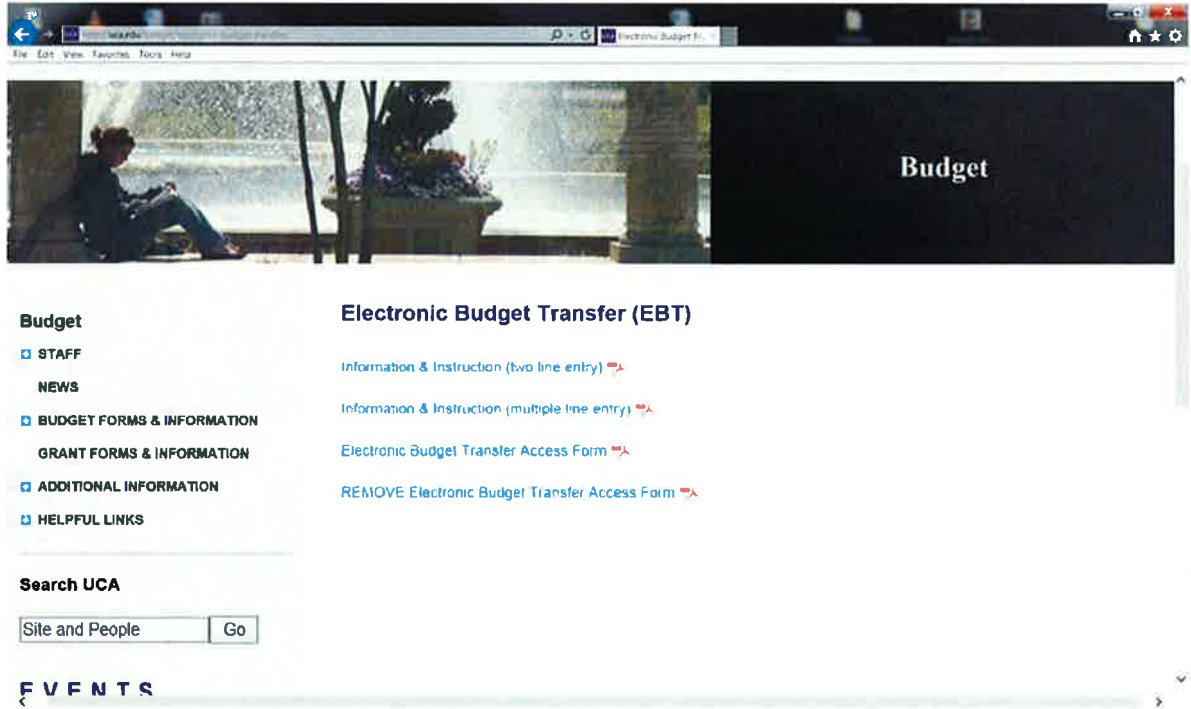 File Edit View Favorites Tools Help
Budget
Budget
STAFF
NEWS
BUDGET FORMS & INFORMATION
GRANT FORMS & INFORMATION
ADDITIONAL INFORMATION
HELPFUL LINKS
Search UCA
Site and People Go
EVENTS
Electronic Budget Transfer (EBT)
Information & Instruction (two line entry)
Information & Instruction (multiple line entry)
Electronic Budget Transfer Access Form
REMOVE Electronic Budget Transfer Access Form